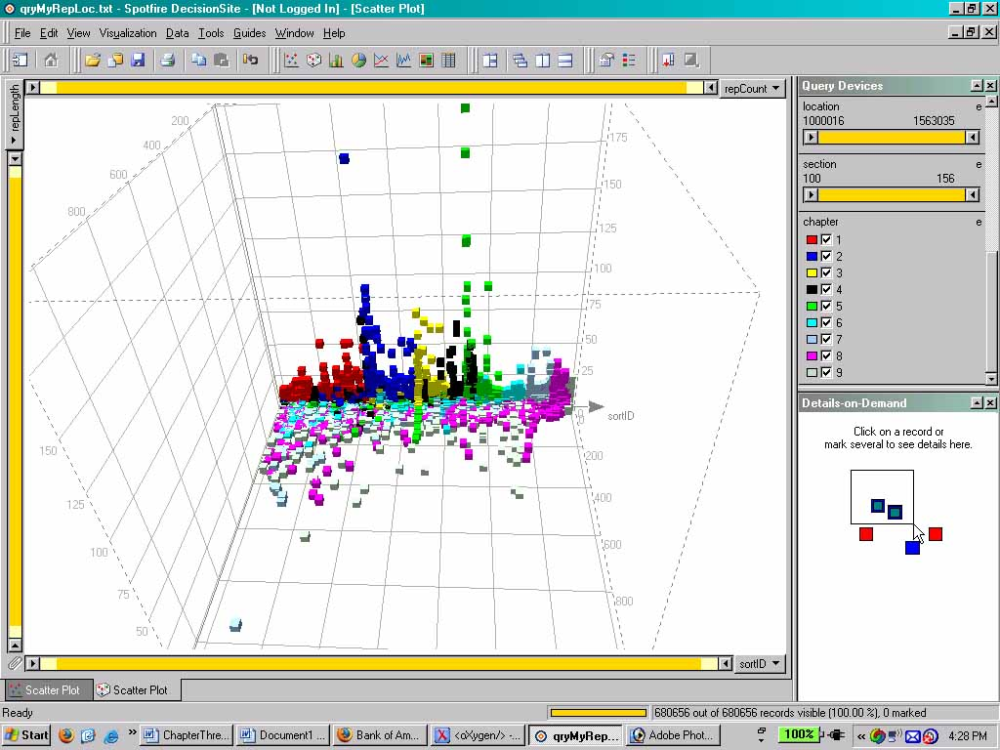 qryMyRepLoc.txt - Spotfire DecisionSite - [Not Logged In] - [Scatter Plot]
File Edit View Visualization Data Tools Guides Window Help
repLength
repCount
200
400
600
800
150
125
100
75
50
175
150
125
100
75
50
25
0
sortID
200
400
600
800
sortID
Query Devices
location e
1000016 1563035
section e
100 156
chapter e
1
2
3
4
5
6
7
8
9
Details-on-Demand
Click on a record or
mark several to see details here.
Scatter Plot Scatter Plot
Ready 680656 out of 680656 records visible (100.00 %), 0 marked
Start » ChapterThre... Document1 ... Bank of Am... <oXygen/> -... qryMyRep... Adobe Phot... 100% « 4:28 PM